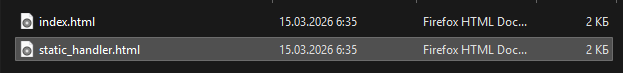 index.html 15.03.2026 6:35 Firefox HTML Doc... 2 КБ
static_handler.html 15.03.2026 6:35 Firefox HTML Doc... 2 КБ